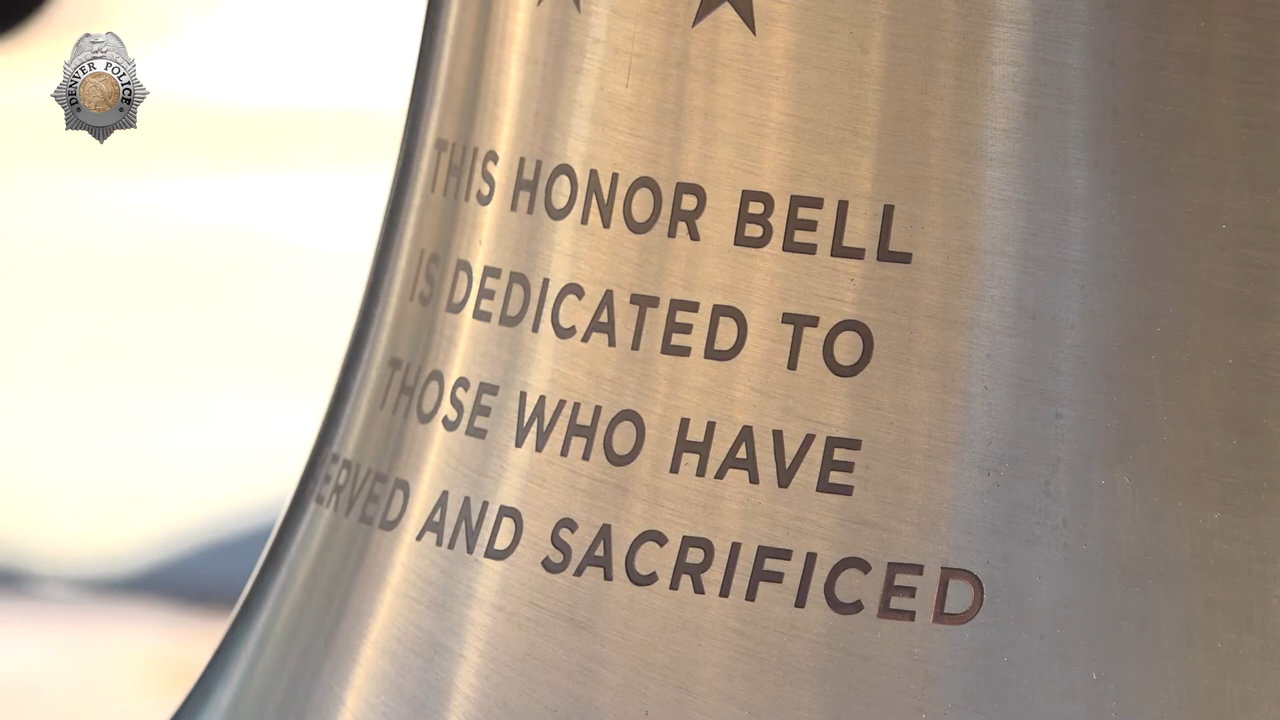 DENVER POLICE
THIS HONOR BELL
IS DEDICATED TO
THOSE WHO HAVE
ERVED AND SACRIFICED